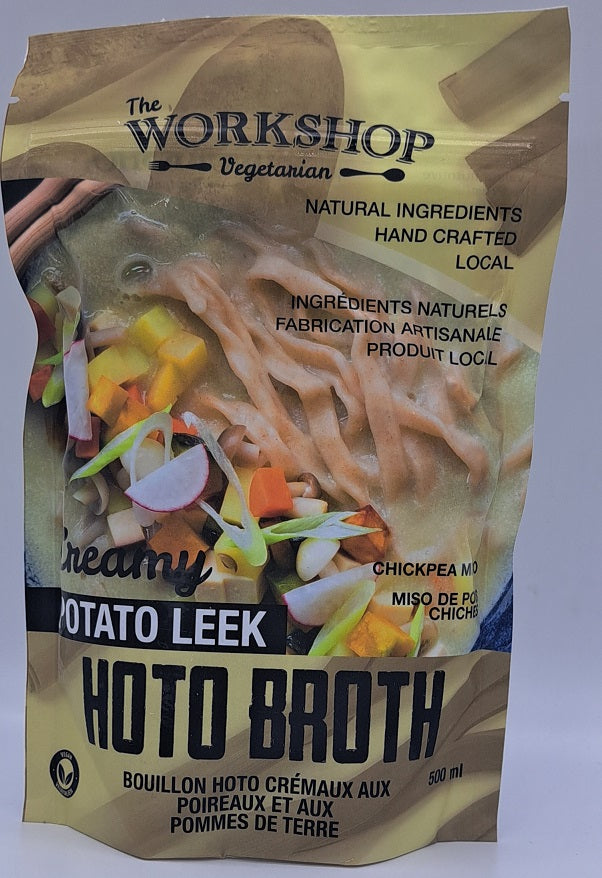 The
WORKSHOP
Vegetarian
NATURAL INGREDIENTS
HAND CRAFTED
LOCAL
INGRÉDIENTS NATURELS
FABRICATION ARTISANALE
PRODUIT LOCAL
Creamy
POTATO LEEK
CHICKPEA
MISO DE
HOTO BROTH
500 ml
BOUILLON HOTO CRÉMAUX AUX
POIREAUX ET AUX
POMMES DE TERRE
VEGAN